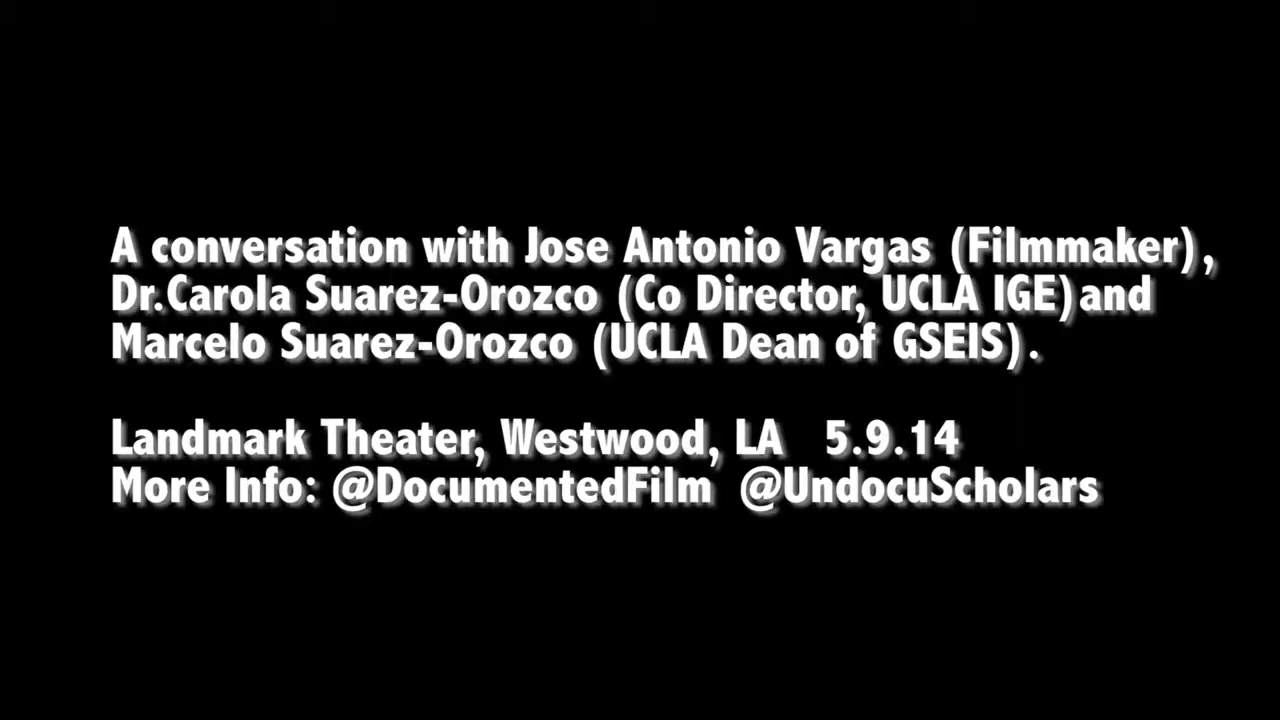 A conversation with Jose Antonio Vargas (Filmmaker),
Dr.Carola Suarez-Orozco (Co Director, UCLA IGE)and
Marcelo Suarez-Orozco (UCLA Dean of GSEIS).
Landmark Theater, Westwood, LA 5.9.14
More Info: @DocumentedFilm @UndocuScholars